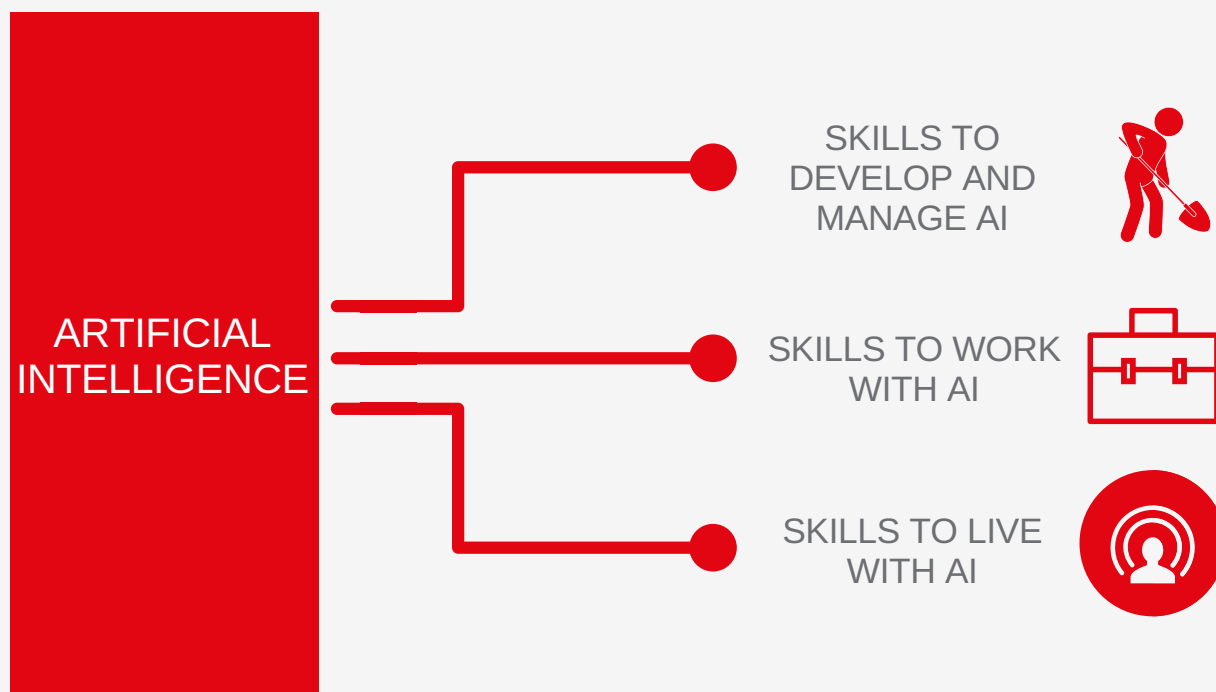 ARTIFICIAL
INTELLIGENCE
SKILLS TO
DEVELOP AND
MANAGE AI
SKILLS TO WORK
WITH AI
SKILLS TO LIVE
WITH AI